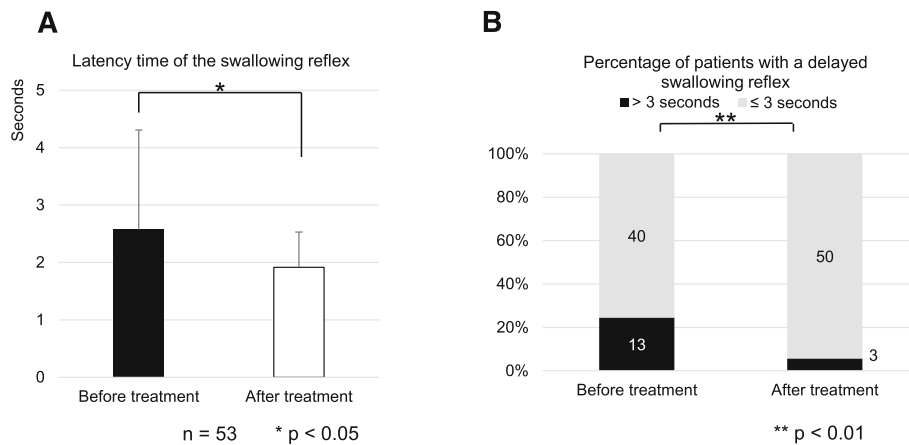 A
Latency time of the swallowing reflex
*
Seconds
5
4
3
2
1
0
Before treatment
After treatment
n = 53
* p < 0.05
B
Percentage of patients with a delayed
swallowing reflex
> 3 seconds
≤ 3 seconds
**
100%
80%
60%
40%
20%
0%
40
13
50
3
Before treatment
After treatment
** p < 0.01